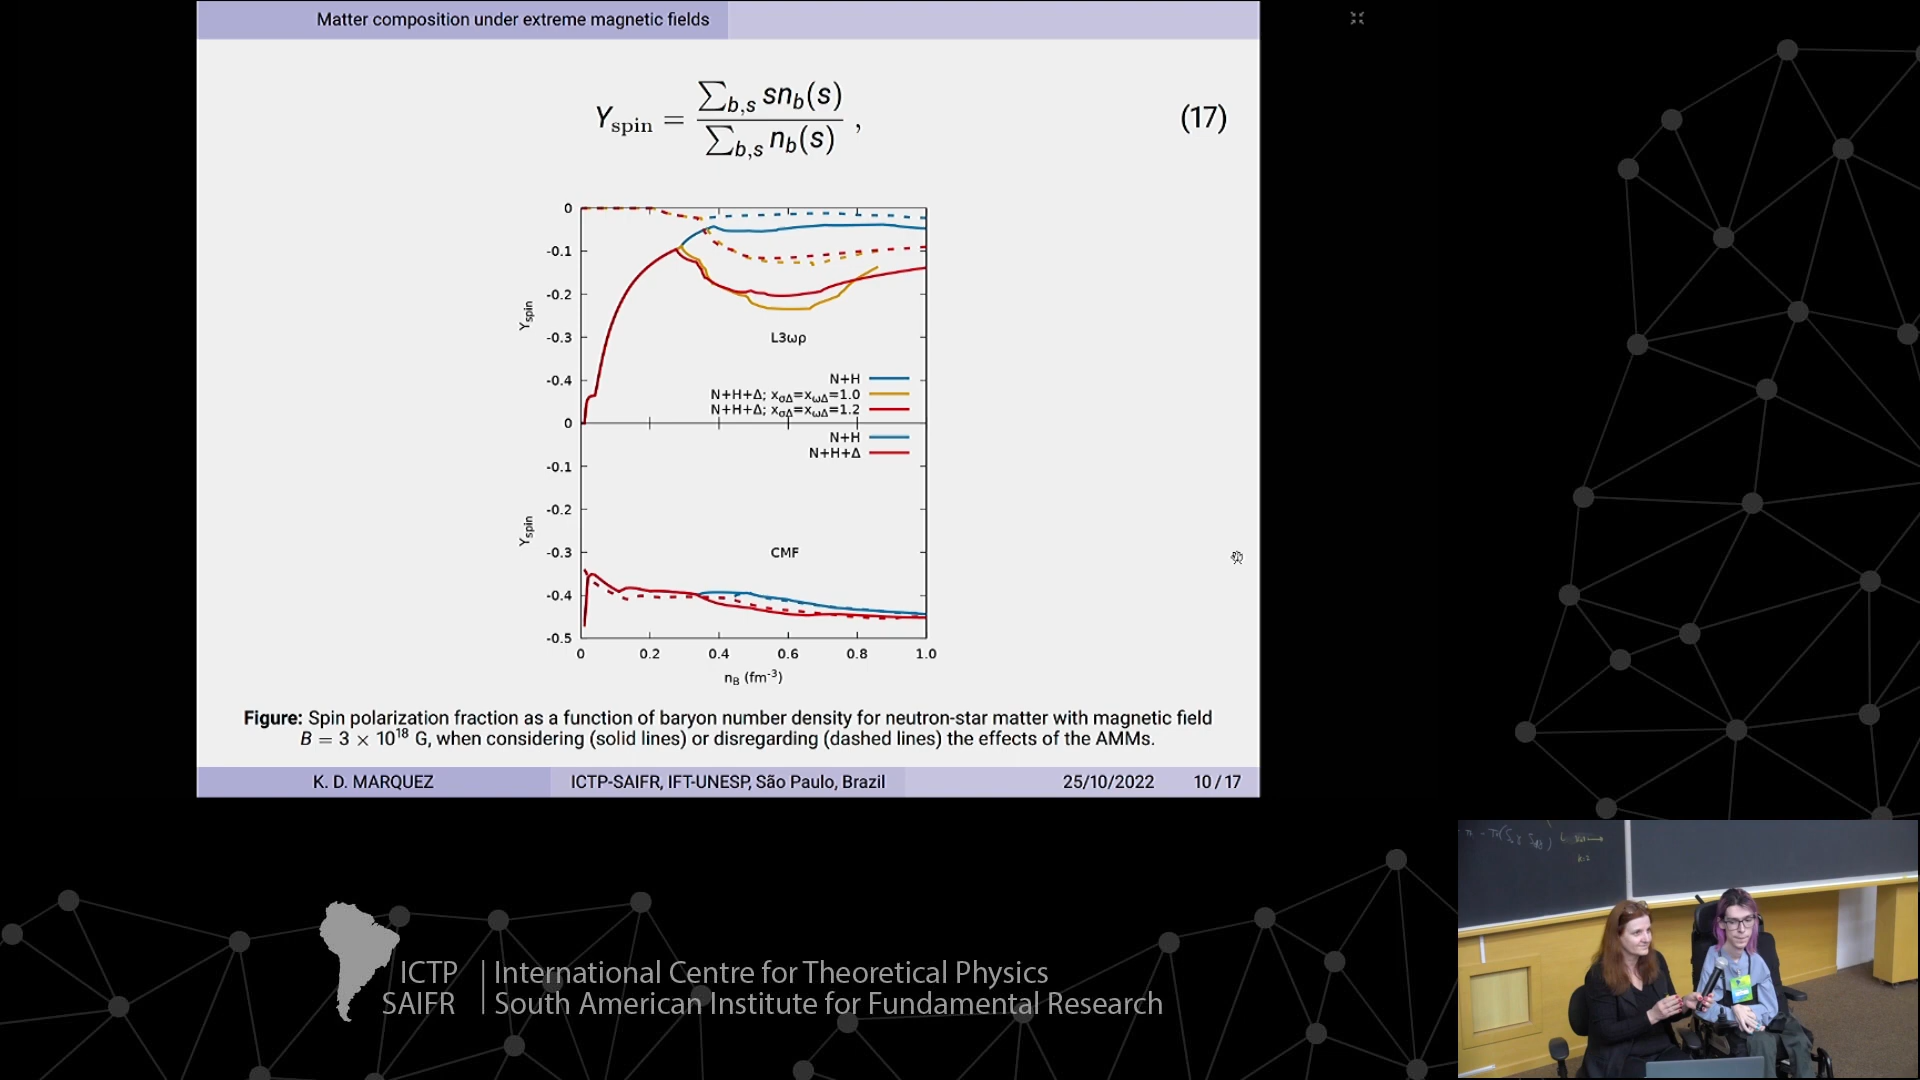 Matter composition under extreme magnetic fields
Y_spin = ∑_b,s sn_b(s) / ∑_b,s n_b(s) , (17)
0
-0.1
-0.2
-0.3
-0.4
Y_spin
L3ωρ
N+H
N+H+Δ; x_σΔ=x_ωΔ=1.0
N+H+Δ; x_σΔ=x_ωΔ=1.2
0
-0.1
-0.2
-0.3
-0.4
-0.5
Y_spin
N+H
N+H+Δ
CMF
0 0.2 0.4 0.6 0.8 1.0
n_B (fm⁻³)
Figure: Spin polarization fraction as a function of baryon number density for neutron-star matter with magnetic field
B = 3 × 10¹⁸ G, when considering (solid lines) or disregarding (dashed lines) the effects of the AMMs.
K. D. MARQUEZ ICTP-SAIFR, IFT-UNESP, São Paulo, Brazil 25/10/2022 10/17
ICTP | International Centre for Theoretical Physics
SAIFR | South American Institute for Fundamental Research